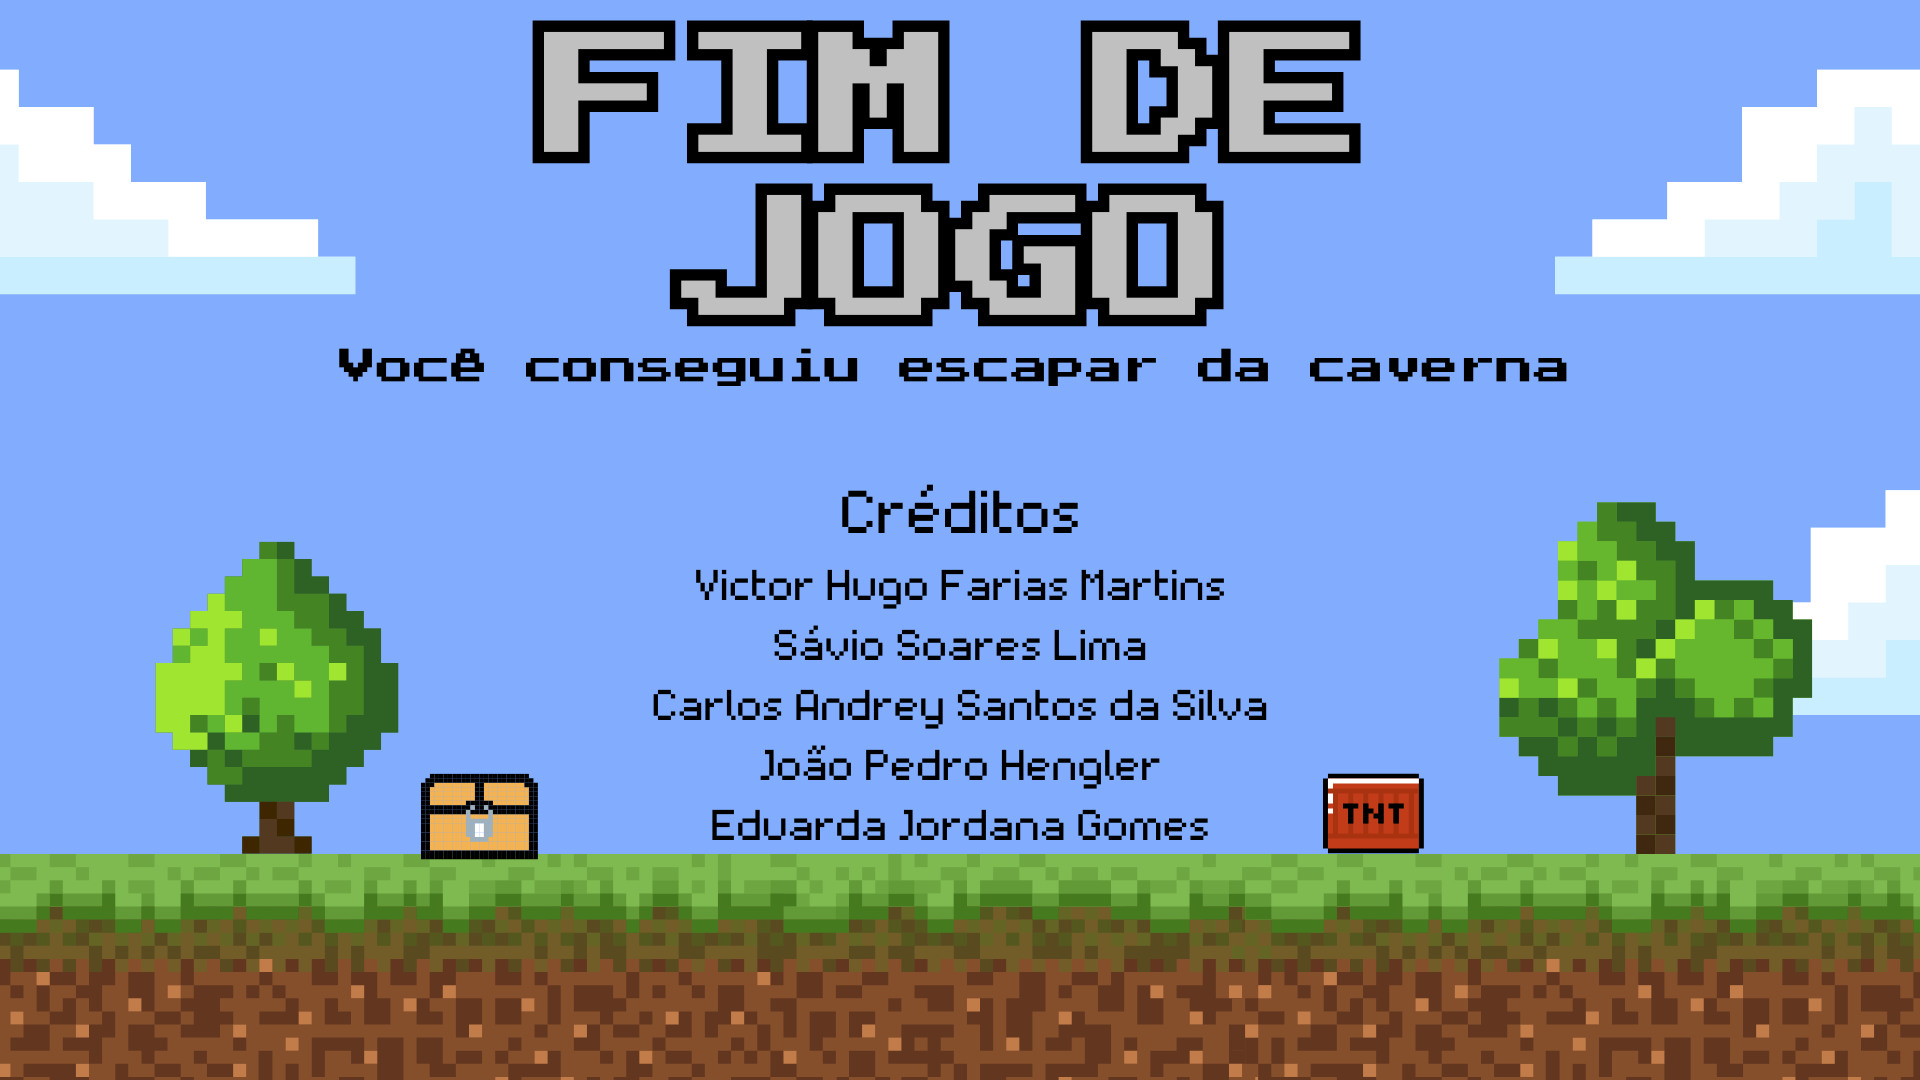 FIM DE
JOGO
Você conseguiu escapar da caverna
Créditos
Victor Hugo Farias Martins
Sávio Soares Lima
Carlos Andrey Santos da Silva
João Pedro Hengler
Eduarda Jordana Gomes
TNT